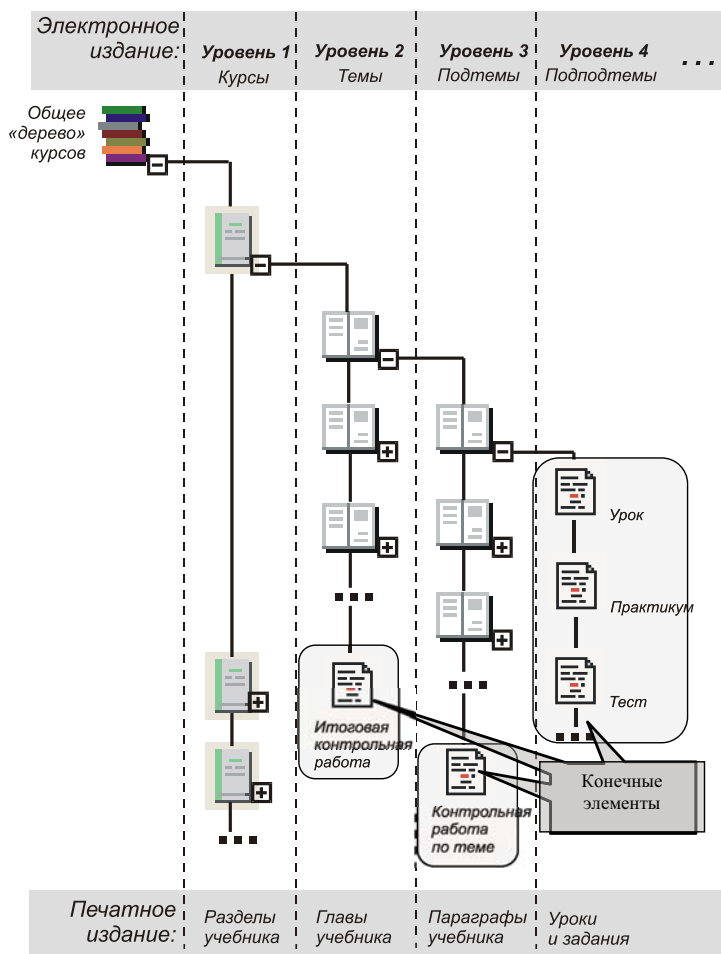 Электронное
издание:
Уровень 1
Курсы
Уровень 2
Темы
Уровень 3
Подтемы
Уровень 4
Подподтемы
...
Общее
«дерево»
курсов
Урок
Практикум
Тест
Итоговая
контрольная
работа
Контрольная
работа
по теме
Конечные
элементы
Печатное
издание:
Разделы
учебника
Главы
учебника
Параграфы
учебника
Уроки
и задания